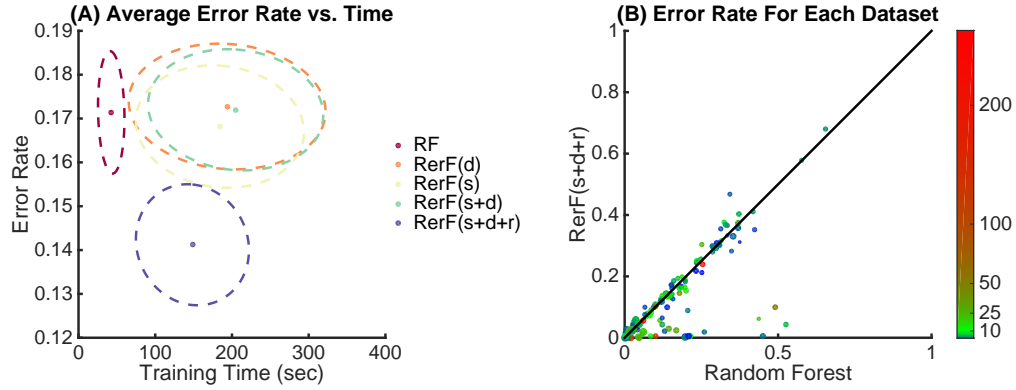 (A) Average Error Rate vs. Time
0.19
0.18
0.17
0.16
0.15
0.14
0.13
0.12
Error Rate
0
100
200
300
400
Training Time (sec)
RF
RerF(d)
RerF(s)
RerF(s+d)
RerF(s+d+r)
(B) Error Rate For Each Dataset
1
0.8
0.6
0.4
0.2
0
RerF(s+d+r)
0
0.5
1
Random Forest
200
100
50
25
10